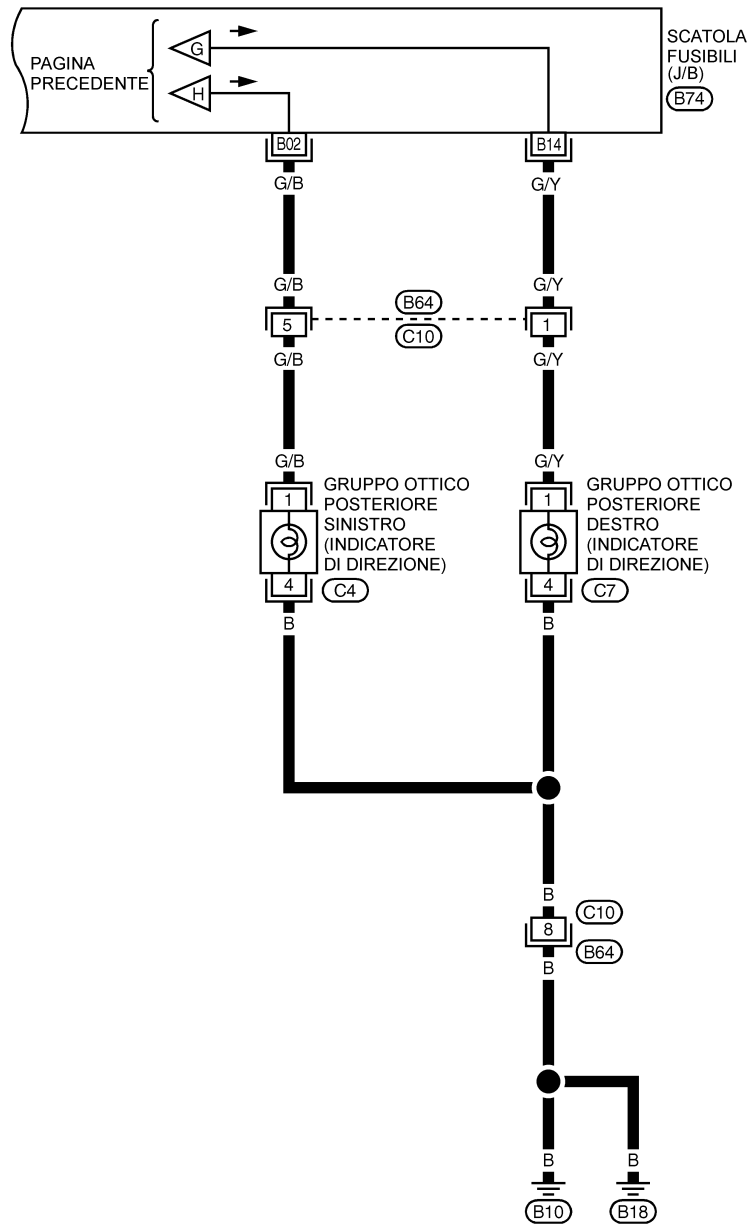 PAGINA
PRECEDENTE
G
H
SCATOLA
FUSIBILI
(J/B)
B74
B02
B14
G/B
G/Y
G/B
G/Y
B64
5
1
C10
G/B
G/Y
G/B
G/Y
1
GRUPPO OTTICO
POSTERIORE
SINISTRO
(INDICATORE
DI DIREZIONE)
4
C4
1
GRUPPO OTTICO
POSTERIORE
DESTRO
(INDICATORE
DI DIREZIONE)
4
C7
B
B
B
C10
8
B64
B
B
B
B10
B18